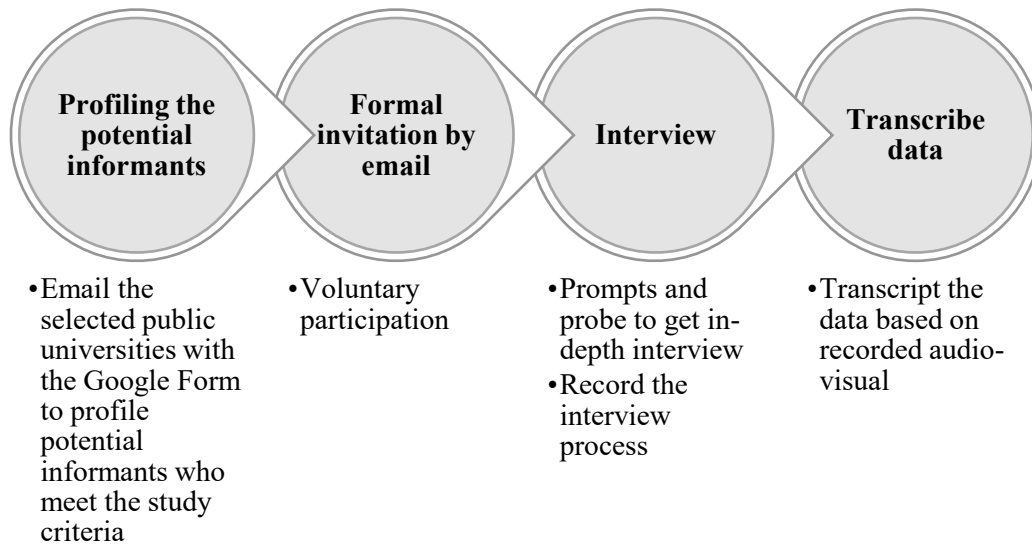 Profiling the
potential
informants
Formal
invitation by
email
Interview
Transcribe
data
•Email the
selected public
universities with
the Google Form
to profile
potential
informants who
meet the study
criteria
•Voluntary
participation
•Prompts and
probe to get in-
depth interview
•Record the
interview
process
•Transcript the
data based on
recorded audio-
visual